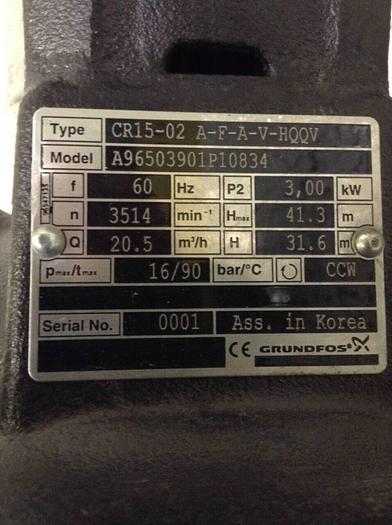 Type CR15-02 A-F-A-V-HQQV
Model A96503901P10834
f 60 Hz P2 3,00 kW
n 3514 min⁻¹ Hmax 41.3 m
Q 20.5 m³/h H 31.6 m
pmax/tmax 16/90 bar/°C CCW
Serial No. 0001 Ass. in Korea
CE GRUNDFOS